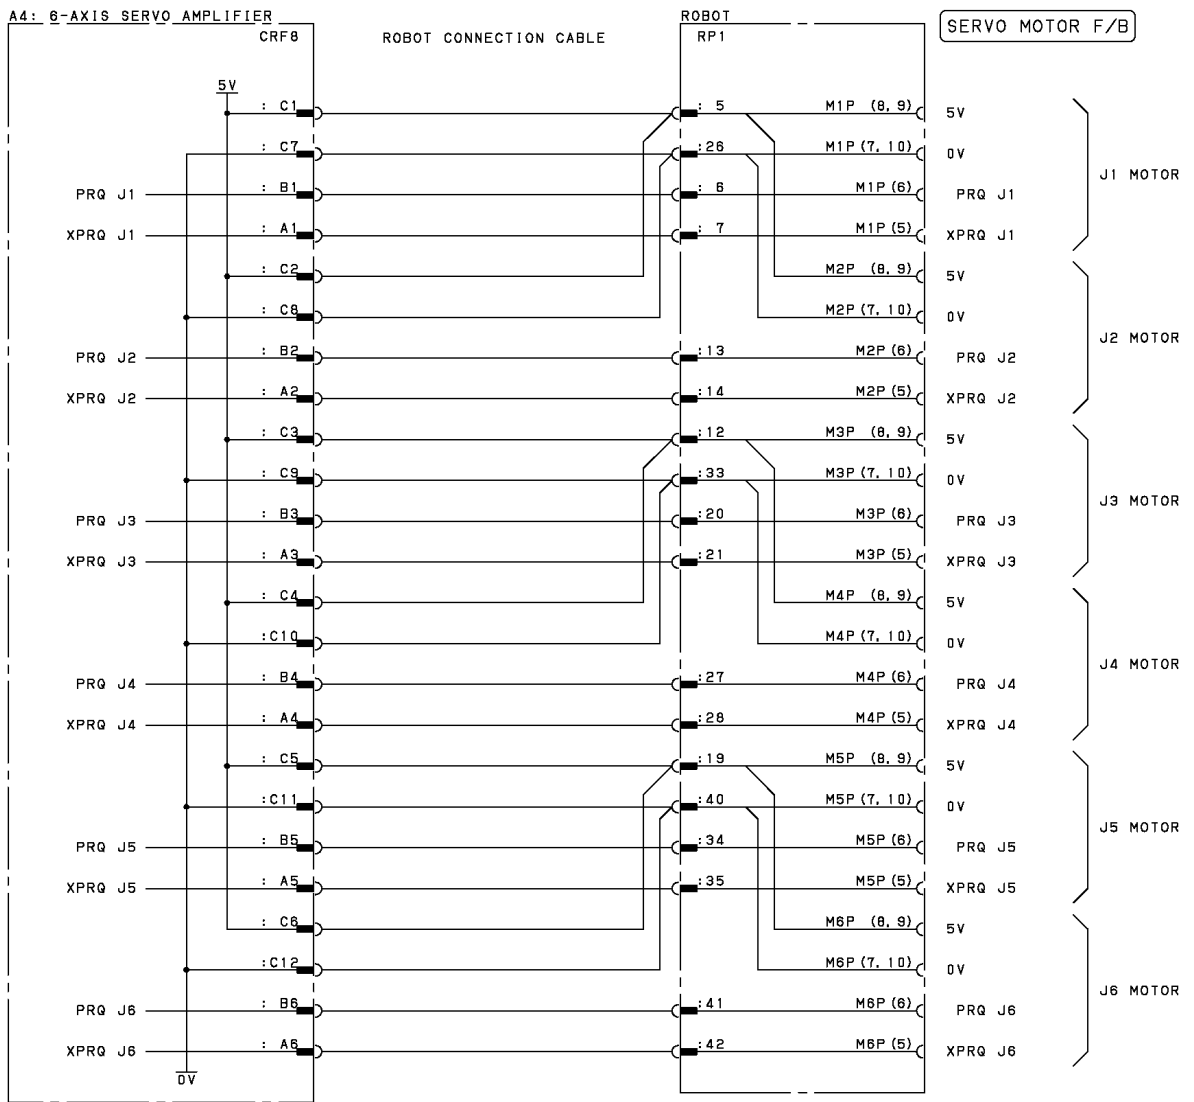 A4: 6-AXIS SERVO AMPLIFIER ROBOT SERVO MOTOR F/B
CRF8 ROBOT CONNECTION CABLE RP1
5V
: C1 : 5 M1P (8, 9) 5V
: C7 :26 M1P (7, 10) 0V
J1 MOTOR
PRQ J1 : B1 : 6 M1P (6) PRQ J1
XPRQ J1 : A1 : 7 M1P (5) XPRQ J1
: C2 M2P (8, 9) 5V
: C8 M2P (7, 10) 0V
J2 MOTOR
PRQ J2 : B2 :13 M2P (6) PRQ J2
XPRQ J2 : A2 :14 M2P (5) XPRQ J2
: C3 :12 M3P (8, 9) 5V
: C9 :33 M3P (7, 10) 0V
J3 MOTOR
PRQ J3 : B3 :20 M3P (6) PRQ J3
XPRQ J3 : A3 :21 M3P (5) XPRQ J3
: C4 M4P (8, 9) 5V
:C10 M4P (7, 10) 0V
J4 MOTOR
PRQ J4 : B4 :27 M4P (6) PRQ J4
XPRQ J4 : A4 :28 M4P (5) XPRQ J4
: C5 :19 M5P (8, 9) 5V
:C11 :40 M5P (7, 10) 0V
J5 MOTOR
PRQ J5 : B5 :34 M5P (6) PRQ J5
XPRQ J5 : A5 :35 M5P (5) XPRQ J5
: C6 M6P (8, 9) 5V
:C12 M6P (7, 10) 0V
J6 MOTOR
PRQ J6 : B6 :41 M6P (6) PRQ J6
XPRQ J6 : A6 :42 M6P (5) XPRQ J6
0V